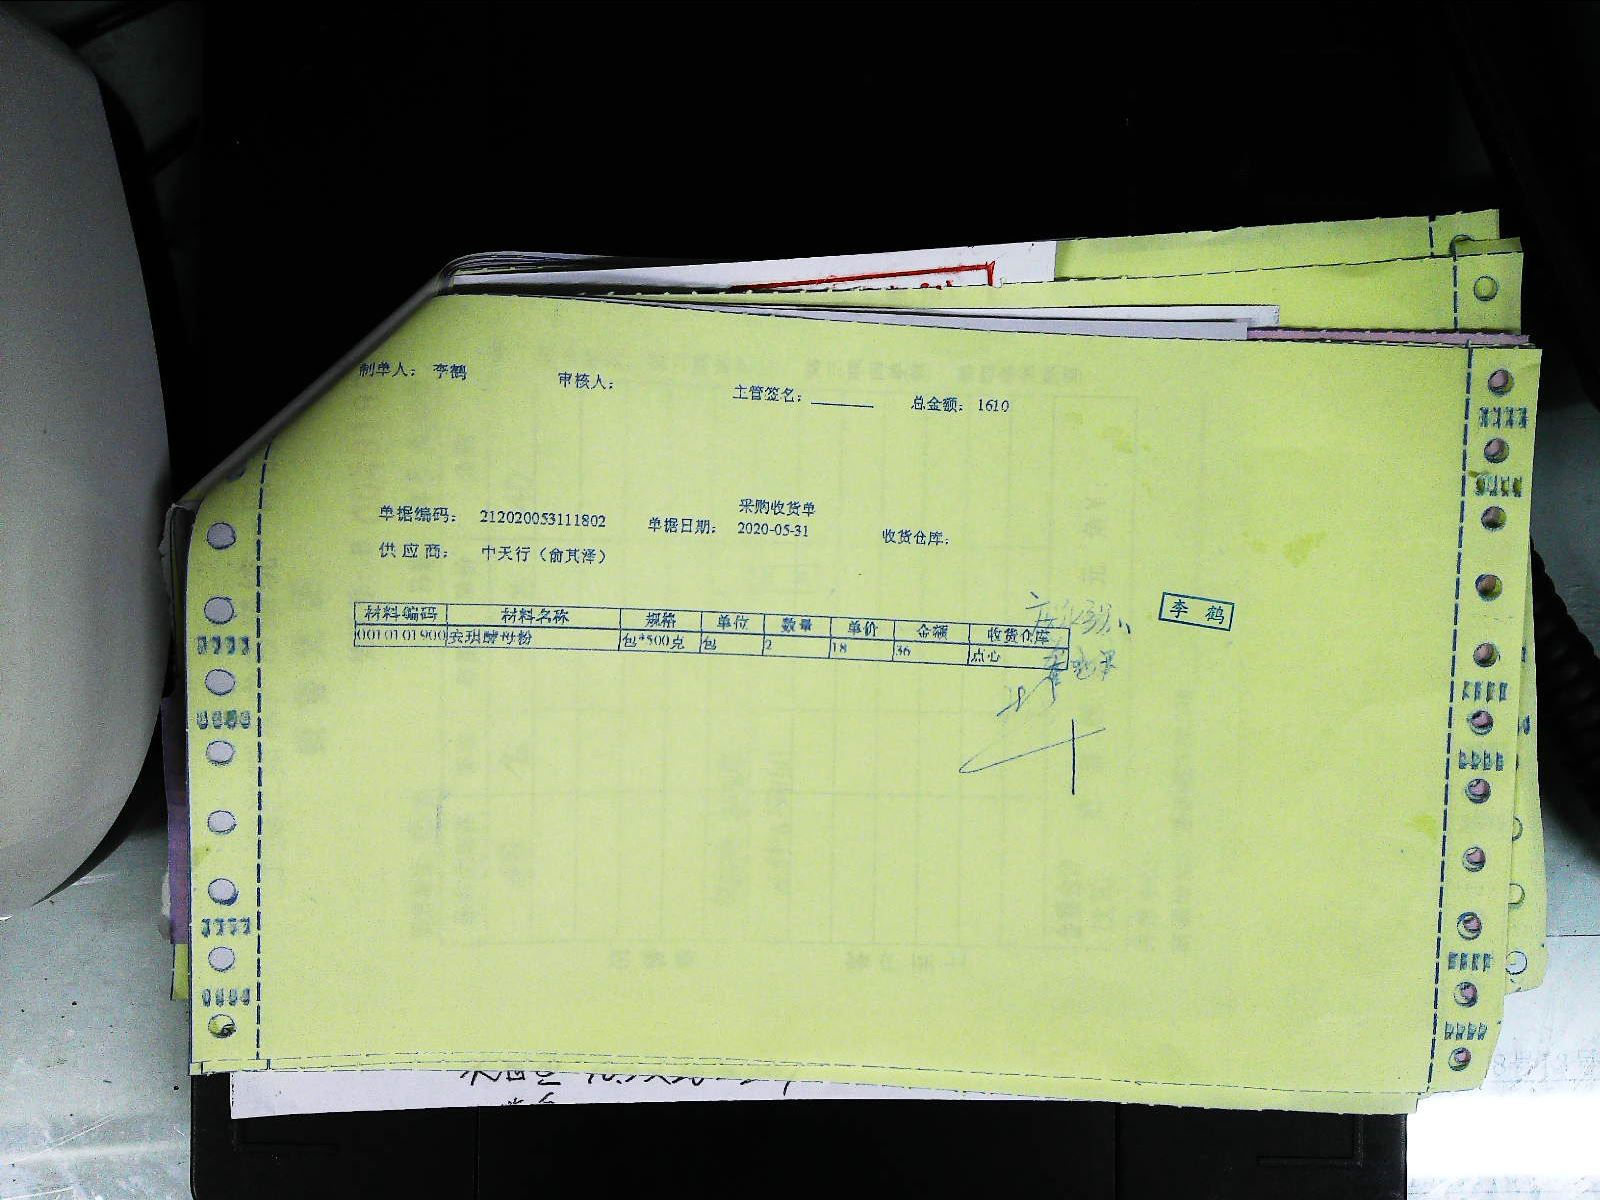 制单人： 李鹤 审核人： 主管签名： 总金额： 1610
采购收货单
单据编码： 212020053111802 单据日期： 2020-05-31 收货仓库：
供 应 商： 中天行（俞其泽）
材料编码 材料名称 规格 单位 数量 单价 金额 收货仓库
0010101900 安琪酵母粉 包*500克 包 2 18 36 点心
李 鹤